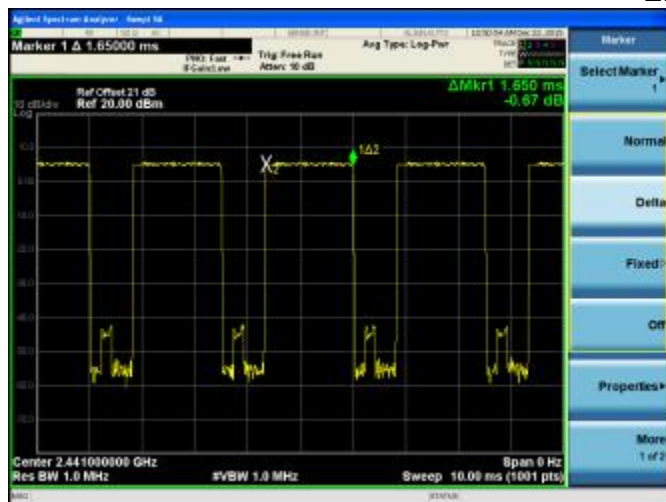 Agilent Spectrum Analyzer - Swept SA
Marker 1 Δ 1.65000 ms
PNO: Fast
IFGain:Low
Trig: Free Run
Atten: 10 dB
Avg Type: Log-Pwr
Marker
Select Marker
1
ΔMkr1 1.650 ms
-0.67 dB
Ref Offset 21 dB
Ref 20.00 dBm
10 dB/div
Log
1Δ2
X2
Normal
Delta
Fixed
Off
Properties
More
1 of 2
Center 2.441000000 GHz
Span 0 Hz
Res BW 1.0 MHz
#VBW 1.0 MHz
Sweep 10.00 ms (1001 pts)
MSG
STATUS